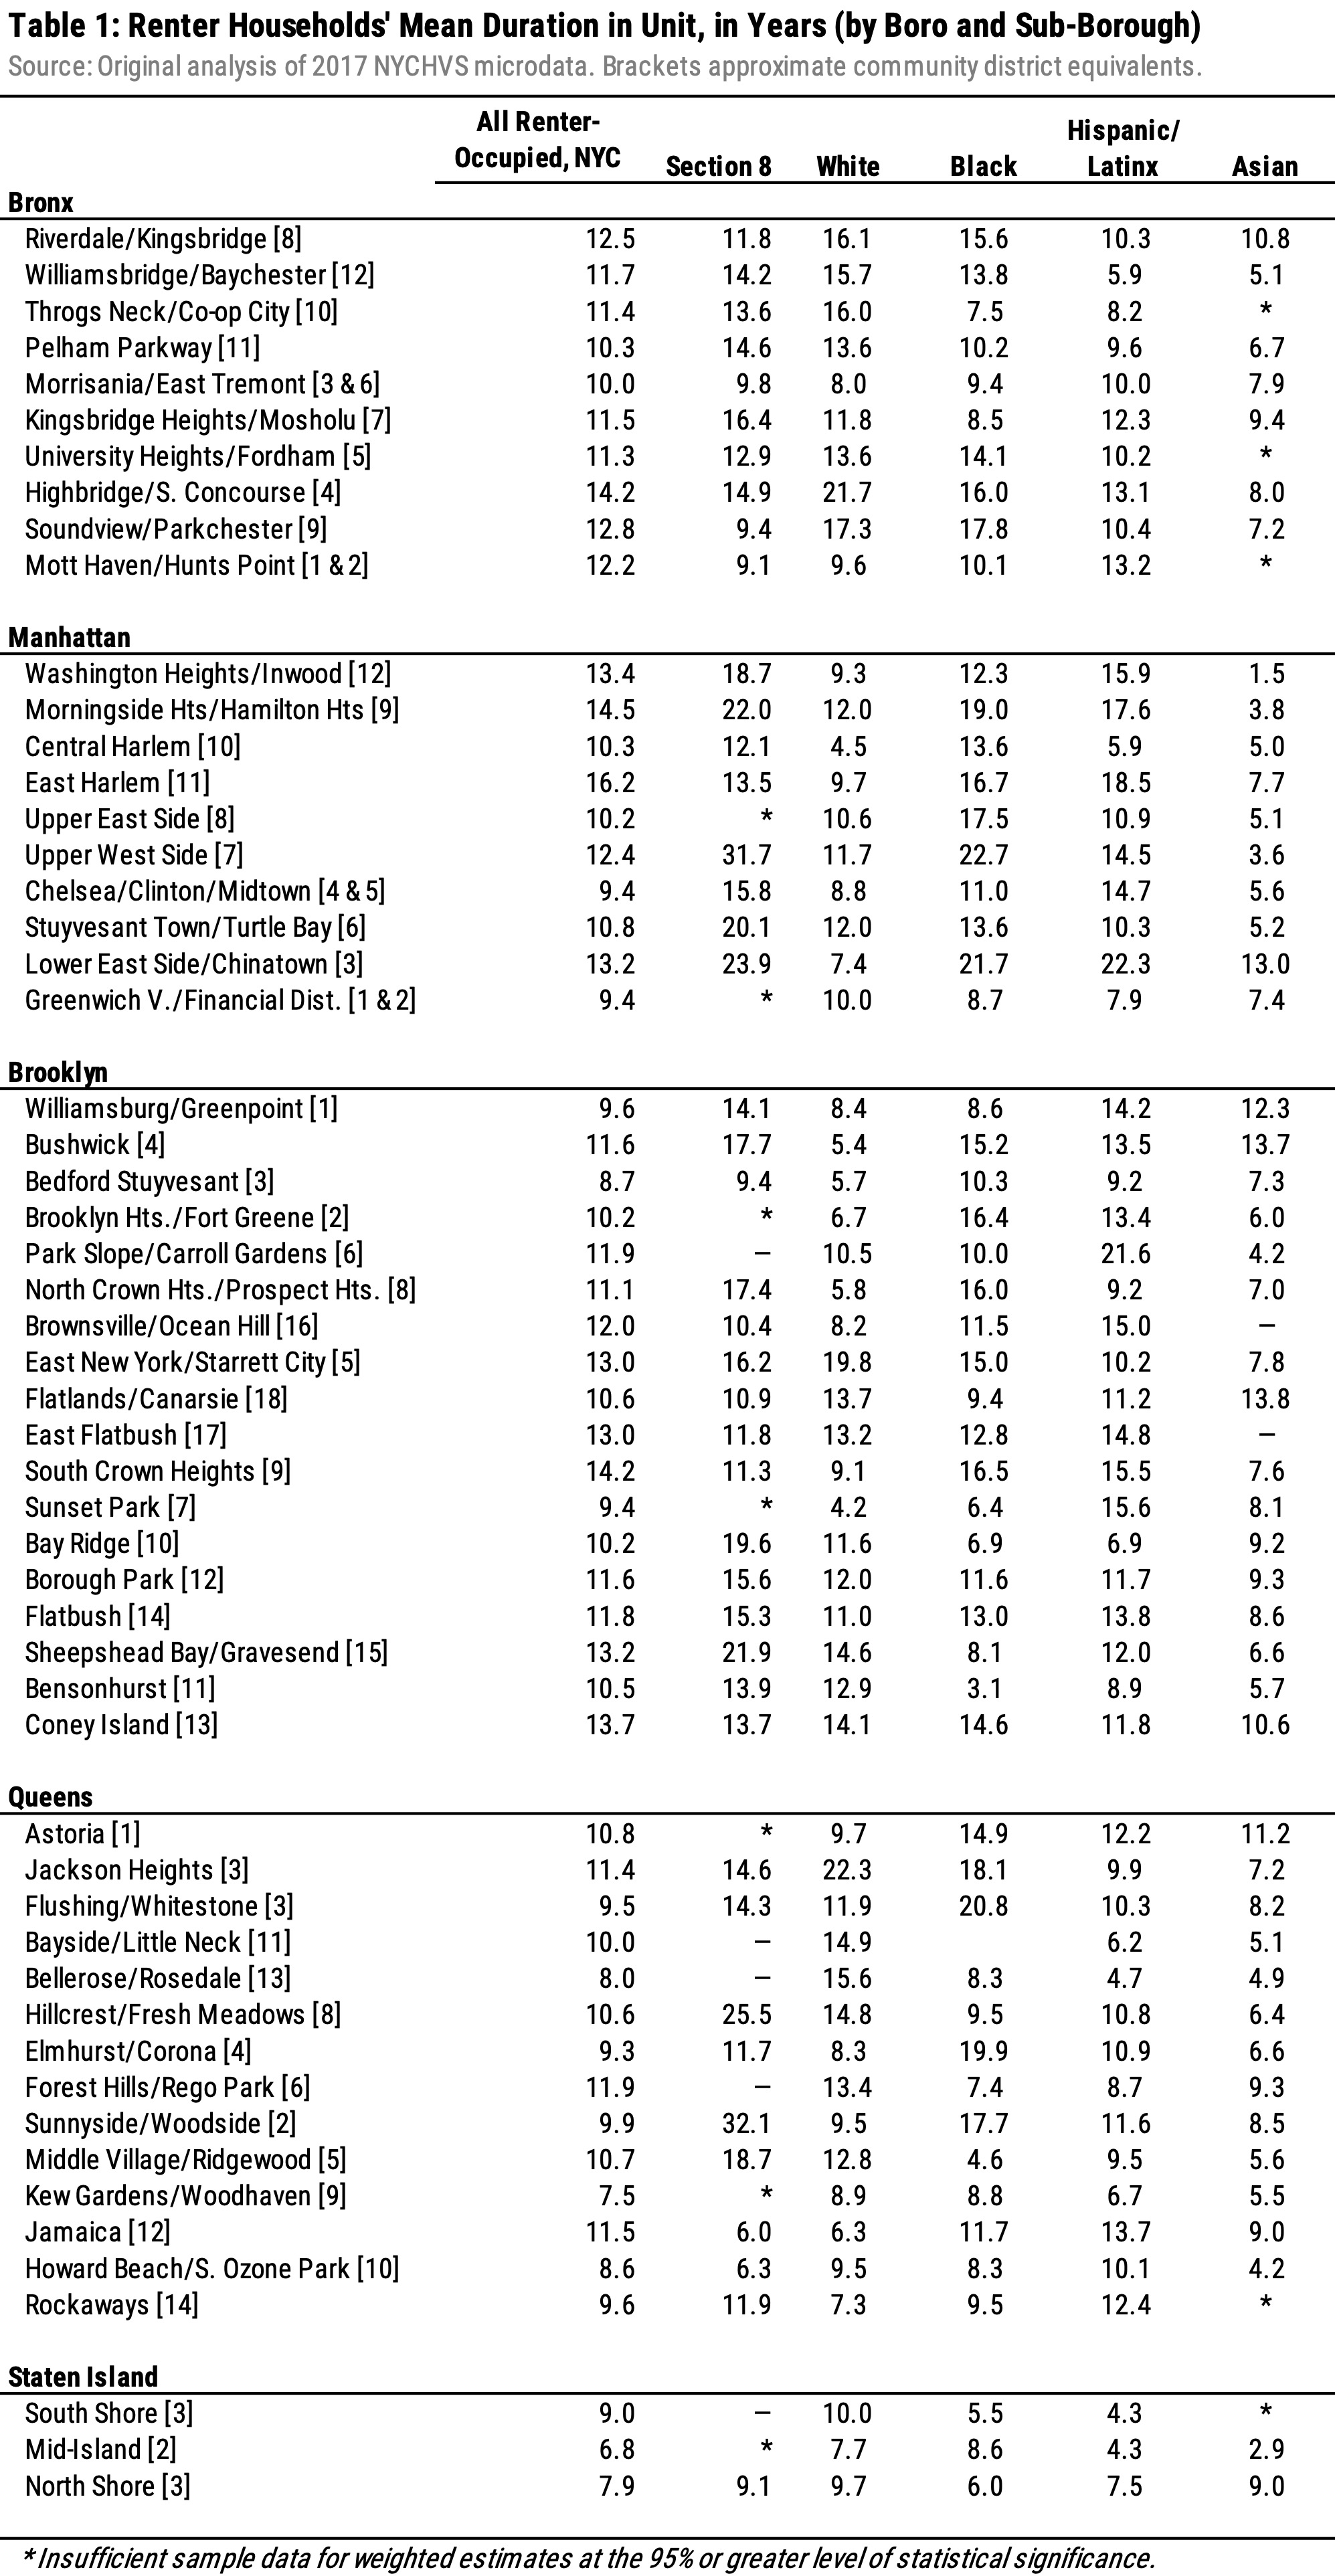 Table 1: Renter Households' Mean Duration in Unit, in Years (by Boro and Sub-Borough)
Source: Original analysis of 2017 NYCHVS microdata. Brackets approximate community district equivalents.
All Renter-Occupied, NYC Section 8 White Black Hispanic/Latinx Asian
Bronx
Riverdale/Kingsbridge [8] 12.5 11.8 16.1 15.6 10.3 10.8
Williamsbridge/Baychester [12] 11.7 14.2 15.7 13.8 5.9 5.1
Throgs Neck/Co-op City [10] 11.4 13.6 16.0 7.5 8.2 *
Pelham Parkway [11] 10.3 14.6 13.6 10.2 9.6 6.7
Morrisania/East Tremont [3 & 6] 10.0 9.8 8.0 9.4 10.0 7.9
Kingsbridge Heights/Mosholu [7] 11.5 16.4 11.8 8.5 12.3 9.4
University Heights/Fordham [5] 11.3 12.9 13.6 14.1 10.2 *
Highbridge/S. Concourse [4] 14.2 14.9 21.7 16.0 13.1 8.0
Soundview/Parkchester [9] 12.8 9.4 17.3 17.8 10.4 7.2
Mott Haven/Hunts Point [1 & 2] 12.2 9.1 9.6 10.1 13.2 *
Manhattan
Washington Heights/Inwood [12] 13.4 18.7 9.3 12.3 15.9 1.5
Morningside Hts/Hamilton Hts [9] 14.5 22.0 12.0 19.0 17.6 3.8
Central Harlem [10] 10.3 12.1 4.5 13.6 5.9 5.0
East Harlem [11] 16.2 13.5 9.7 16.7 18.5 7.7
Upper East Side [8] 10.2 * 10.6 17.5 10.9 5.1
Upper West Side [7] 12.4 31.7 11.7 22.7 14.5 3.6
Chelsea/Clinton/Midtown [4 & 5] 9.4 15.8 8.8 11.0 14.7 5.6
Stuyvesant Town/Turtle Bay [6] 10.8 20.1 12.0 13.6 10.3 5.2
Lower East Side/Chinatown [3] 13.2 23.9 7.4 21.7 22.3 13.0
Greenwich V./Financial Dist. [1 & 2] 9.4 * 10.0 8.7 7.9 7.4
Brooklyn
Williamsburg/Greenpoint [1] 9.6 14.1 8.4 8.6 14.2 12.3
Bushwick [4] 11.6 17.7 5.4 15.2 13.5 13.7
Bedford Stuyvesant [3] 8.7 9.4 5.7 10.3 9.2 7.3
Brooklyn Hts./Fort Greene [2] 10.2 * 6.7 16.4 13.4 6.0
Park Slope/Carroll Gardens [6] 11.9 – 10.5 10.0 21.6 4.2
North Crown Hts./Prospect Hts. [8] 11.1 17.4 5.8 16.0 9.2 7.0
Brownsville/Ocean Hill [16] 12.0 10.4 8.2 11.5 15.0 –
East New York/Starrett City [5] 13.0 16.2 19.8 15.0 10.2 7.8
Flatlands/Canarsie [18] 10.6 10.9 13.7 9.4 11.2 13.8
East Flatbush [17] 13.0 11.8 13.2 12.8 14.8 –
South Crown Heights [9] 14.2 11.3 9.1 16.5 15.5 7.6
Sunset Park [7] 9.4 * 4.2 6.4 15.6 8.1
Bay Ridge [10] 10.2 19.6 11.6 6.9 6.9 9.2
Borough Park [12] 11.6 15.6 12.0 11.6 11.7 9.3
Flatbush [14] 11.8 15.3 11.0 13.0 13.8 8.6
Sheepshead Bay/Gravesend [15] 13.2 21.9 14.6 8.1 12.0 6.6
Bensonhurst [11] 10.5 13.9 12.9 3.1 8.9 5.7
Coney Island [13] 13.7 13.7 14.1 14.6 11.8 10.6
Queens
Astoria [1] 10.8 * 9.7 14.9 12.2 11.2
Jackson Heights [3] 11.4 14.6 22.3 18.1 9.9 7.2
Flushing/Whitestone [3] 9.5 14.3 11.9 20.8 10.3 8.2
Bayside/Little Neck [11] 10.0 – 14.9 6.2 5.1
Bellerose/Rosedale [13] 8.0 – 15.6 8.3 4.7 4.9
Hillcrest/Fresh Meadows [8] 10.6 25.5 14.8 9.5 10.8 6.4
Elmhurst/Corona [4] 9.3 11.7 8.3 19.9 10.9 6.6
Forest Hills/Rego Park [6] 11.9 – 13.4 7.4 8.7 9.3
Sunnyside/Woodside [2] 9.9 32.1 9.5 17.7 11.6 8.5
Middle Village/Ridgewood [5] 10.7 18.7 12.8 4.6 9.5 5.6
Kew Gardens/Woodhaven [9] 7.5 * 8.9 8.8 6.7 5.5
Jamaica [12] 11.5 6.0 6.3 11.7 13.7 9.0
Howard Beach/S. Ozone Park [10] 8.6 6.3 9.5 8.3 10.1 4.2
Rockaways [14] 9.6 11.9 7.3 9.5 12.4 *
Staten Island
South Shore [3] 9.0 – 10.0 5.5 4.3 *
Mid-Island [2] 6.8 * 7.7 8.6 4.3 2.9
North Shore [3] 7.9 9.1 9.7 6.0 7.5 9.0
* Insufficient sample data for weighted estimates at the 95% or greater level of statistical significance.